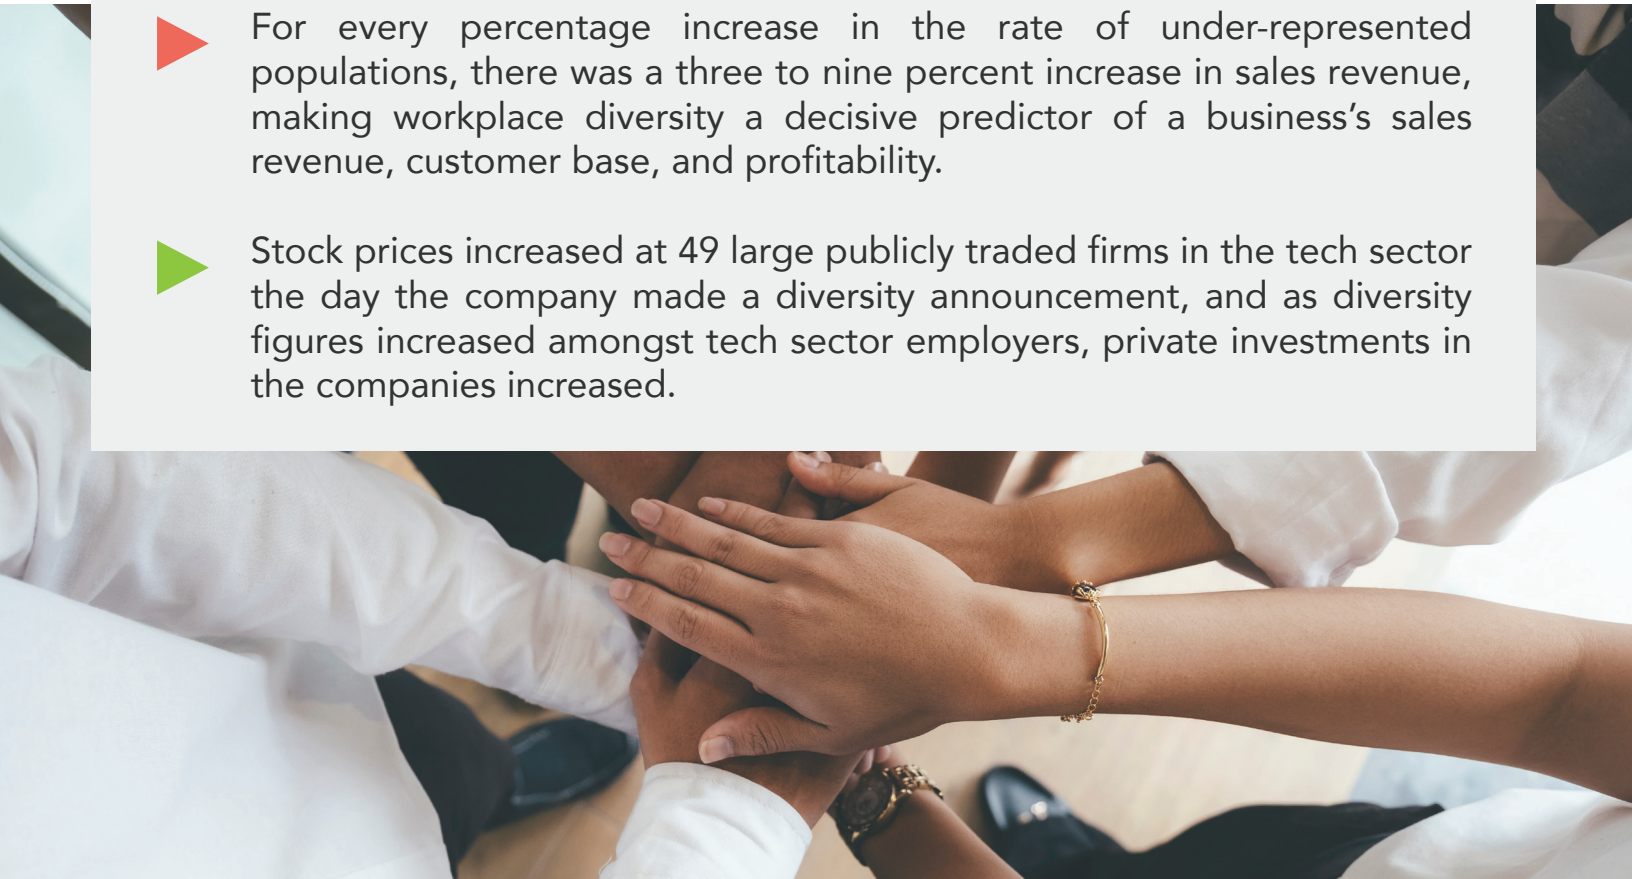 For every percentage increase in the rate of under-represented
populations, there was a three to nine percent increase in sales revenue,
making workplace diversity a decisive predictor of a business’s sales
revenue, customer base, and profitability.
Stock prices increased at 49 large publicly traded firms in the tech sector
the day the company made a diversity announcement, and as diversity
figures increased amongst tech sector employers, private investments in
the companies increased.